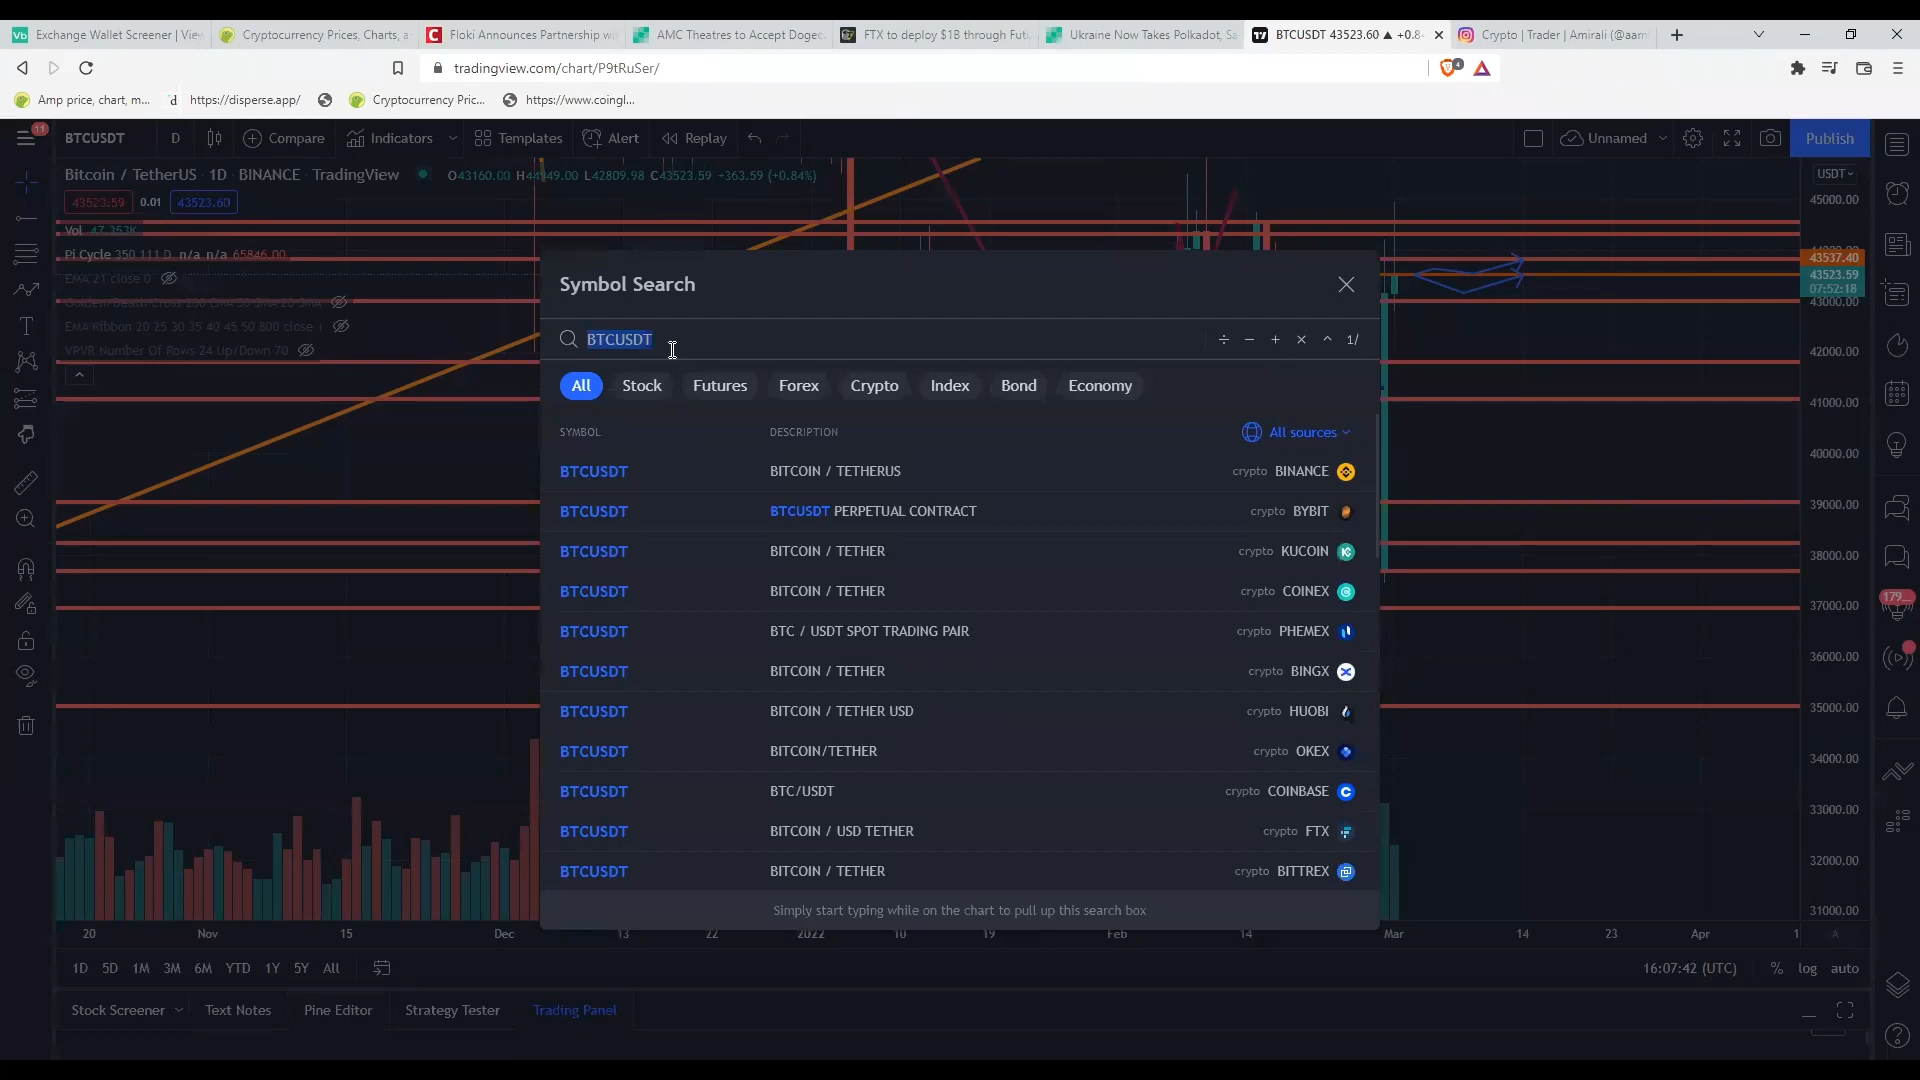 Exchange Wallet Screener | View
Cryptocurrency Prices, Charts, a
Floki Announces Partnership wi
AMC Theatres to Accept Dogec
FTX to deploy $1B through Futu
Ukraine Now Takes Polkadot, Sa
BTCUSDT 43523.60 ▲ +0.8
Crypto | Trader | Amirali (@aarn
tradingview.com/chart/P9tRuSer/
4
Amp price, chart, m...
https://disperse.app/
Cryptocurrency Pric...
https://www.coingl...
11
BTCUSDT
D
Compare
Indicators
Templates
Alert
Replay
Unnamed
Publish
Bitcoin / TetherUS · 1D · BINANCE · TradingView
O43160.00 H44949.00 L42809.98 C43523.59 +363.59 (+0.84%)
43523.59
0.01
43523.60
Vol 47.353K
Pi Cycle 350 111 D n/a n/a 65846.00
EMA 21 close 0
EMA Ribbon 20 25 30 35 40 45 50 800 close
VPVR Number Of Rows 24 Up/Down 70
USDT
45000.00
43537.40
43523.59
07:52:18
43000.00
42000.00
41000.00
40000.00
39000.00
38000.00
37000.00
36000.00
35000.00
34000.00
33000.00
32000.00
31000.00
179...
Symbol Search
BTCUSDT
÷ − + × ^ 1/
All
Stock
Futures
Forex
Crypto
Index
Bond
Economy
SYMBOL
DESCRIPTION
All sources
BTCUSDT BITCOIN / TETHERUS crypto BINANCE
BTCUSDT BTCUSDT PERPETUAL CONTRACT crypto BYBIT
BTCUSDT BITCOIN / TETHER crypto KUCOIN
BTCUSDT BITCOIN / TETHER crypto COINEX
BTCUSDT BTC / USDT SPOT TRADING PAIR crypto PHEMEX
BTCUSDT BITCOIN / TETHER crypto BINGX
BTCUSDT BITCOIN / TETHER USD crypto HUOBI
BTCUSDT BITCOIN/TETHER crypto OKEX
BTCUSDT BTC/USDT crypto COINBASE
BTCUSDT BITCOIN / USD TETHER crypto FTX
BTCUSDT BITCOIN / TETHER crypto BITTREX
Simply start typing while on the chart to pull up this search box
20 Nov 15 Dec 13 22 2022 10 19 Feb 14 Mar 14 23 Apr 1
A
1D 5D 1M 3M 6M YTD 1Y 5Y All
16:07:42 (UTC)
% log auto
Stock Screener
Text Notes
Pine Editor
Strategy Tester
Trading Panel